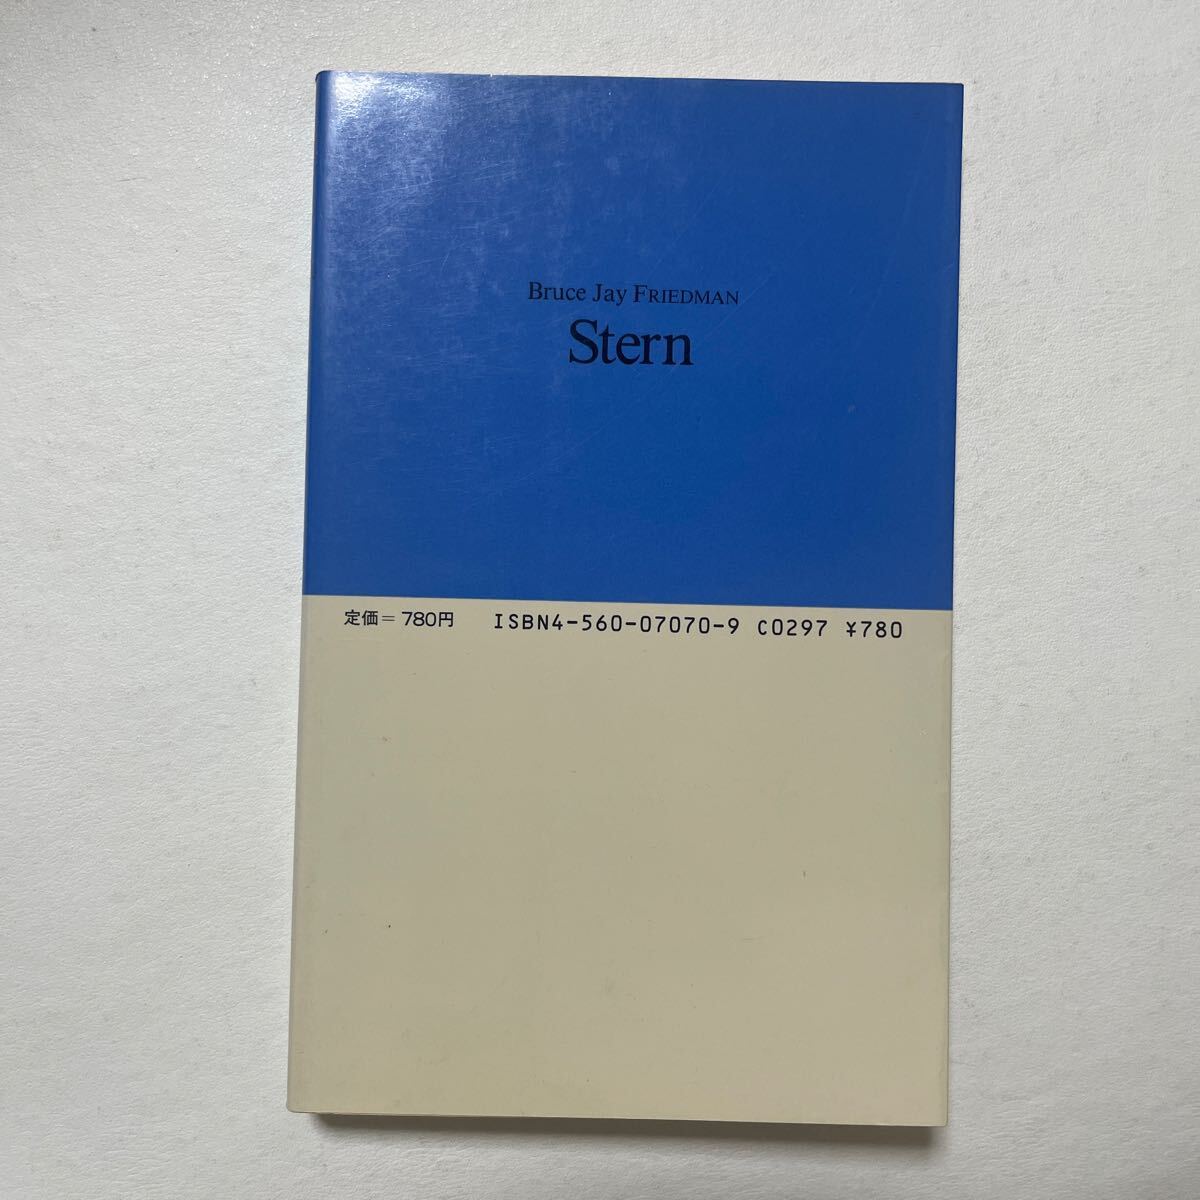 Bruce Jay FRIEDMAN
Stern
定価=780円 ISBN4-560-07070-9 C0297 ¥780